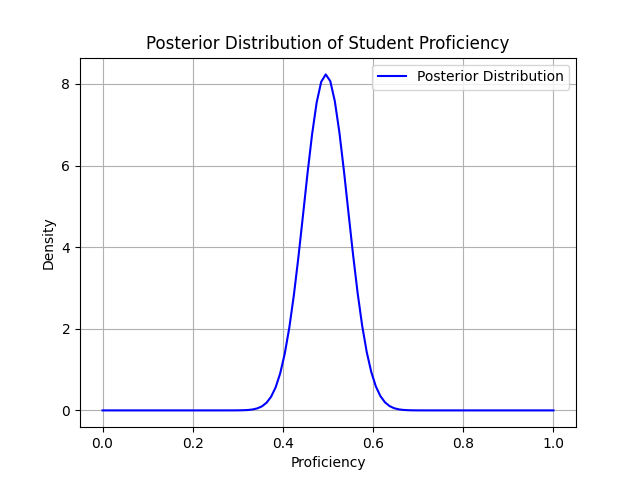 Posterior Distribution of Student Proficiency
Posterior Distribution
8
6
4
2
0
Density
0.0 0.2 0.4 0.6 0.8 1.0
Proficiency